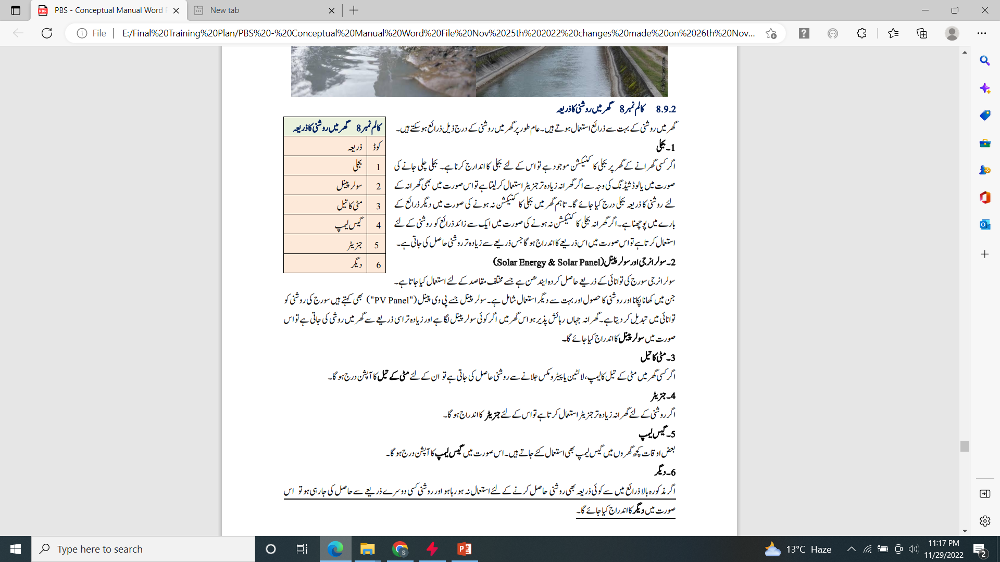 PBS - Conceptual Manual Word F
New tab
File
E:/Final%20Training%20Plan/PBS%20-%20Conceptual%20Manual%20Word%20File%20Nov%2025th%202022%20changes%20made%20on%2026th%20Nov...
8.9.2 کالم نمبر 8 گھر میں روشنی کا ذریعہ
گھر میں روشنی کے بہت سے ذرائع استعمال ہوتے ہیں۔ عام طور پر گھر میں روشنی کے درج ذیل ذرائع ہو سکتے ہیں۔
کالم نمبر 8 گھر میں روشنی کا ذریعہ
کوڈ ذریعہ
1 بجلی
2 سولر پینل
3 مٹی کا تیل
4 گیس لیمپ
5 جنریٹر
6 دیگر
1۔ بجلی
اگر کسی گھرانے کے گھر پر بجلی کا کنیکشن موجود ہے تو اس کے لئے بجلی کا اندارج کرنا ہے۔ بجلی چلی جانے کی
صورت میں یا لوڈ شیڈنگ کی وجہ سے اگر گھرانہ زیادہ تر جنریٹر استعمال کر لیتا ہے تو اس صورت میں بھی گھرانہ کے
لئے روشنی کا ذریعہ بجلی درج کیا جائے گا۔ تاہم گھر میں بجلی کا کنیکشن نہ ہونے کی صورت میں دیگر ذرائع کے
بارے میں پوچھنا ہے۔ اگر گھرانہ بجلی کا کنیکشن نہ ہونے کی صورت میں ایک سے زائد ذرائع کو روشنی کے لئے
استعمال کرتا ہے تو اس صورت میں اس ذریعے کا اندراج ہو گا جس ذریعے سے زیادہ تر روشنی حاصل کی جاتی ہے۔
2۔ سولر انرجی اور سولر پینل (Solar Energy & Solar Panel)
سولر انرجی سورج کی توانائی کے ذریعے حاصل کردہ ایندھن ہے جسے مختلف مقاصد کے لئے استعمال کیا جاتا ہے۔
جن میں کھانا پکانا اور روشنی کا حصول اور بہت سے دیگر استعمال شامل ہے۔ سولر پینل جسے پی وی پینل ("PV Panel") بھی کہتے ہیں سورج کی روشنی کو
توانائی میں تبدیل کر دیتا ہے۔ گھرانہ جہاں رہائش پذیر ہو اس گھر میں اگر کوئی سولر پینل لگا ہے اور زیادہ تر اسی ذریعے سے گھر میں روشی کی جاتی ہے تو اس
صورت میں سولر پینل کا اندراج کیا جائے گا۔
3۔ مٹی کا تیل
اگر کسی گھر میں مٹی کے تیل کا لیمپ، لالٹین یا پیٹرومکس جلانے سے روشنی حاصل کی جاتی ہے تو ان کے لئے مٹی کے تیل کا آپشن درج ہو گا۔
4۔ جنریٹر
اگر روشنی کے لئے گھرانہ زیادہ تر جنریٹر استعمال کرتا ہے تو اس کے لئے جنریٹر کا اندراج ہو گا۔
5۔ گیس لیمپ
بعض اوقات کچھ گھروں میں گیس لیمپ بھی استعمال کئے جاتے ہیں۔ اس صورت میں گیس لیمپ کا آپشن درج ہو گا۔
6۔ دیگر
اگر مذکورہ بالا ذرائع میں سے کوئی ذریعہ بھی روشنی حاصل کرنے کے لئے استعمال نہ ہو رہا ہو اور روشنی کسی دوسرے ذریعے سے حاصل کی جا رہی ہو تو اس
صورت میں دیگر کا اندراج کیا جائے گا۔
Type here to search
13°C Haze
11:17 PM
11/29/2022
2